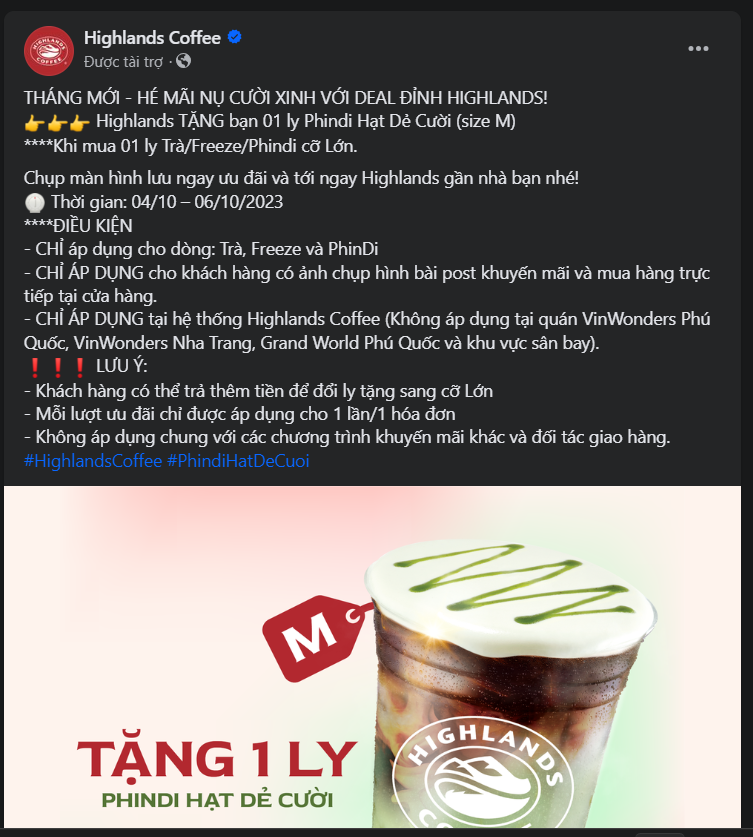 HIGHLANDS
COFFEE
Highlands Coffee
Được tài trợ ·
THÁNG MỚI - HÉ MÃI NỤ CƯỜI XINH VỚI DEAL ĐỈNH HIGHLANDS!
👉👉👉 Highlands TẶNG bạn 01 ly Phindi Hạt Dẻ Cười (size M)
****Khi mua 01 ly Trà/Freeze/Phindi cỡ Lớn.
Chụp màn hình lưu ngay ưu đãi và tới ngay Highlands gần nhà bạn nhé!
Thời gian: 04/10 – 06/10/2023
****ĐIỀU KIỆN
- CHỈ áp dụng cho dòng: Trà, Freeze và PhinDi
- CHỈ ÁP DỤNG cho khách hàng có ảnh chụp hình bài post khuyến mãi và mua hàng trực
tiếp tại cửa hàng.
- CHỈ ÁP DỤNG tại hệ thống Highlands Coffee (Không áp dụng tại quán VinWonders Phú
Quốc, VinWonders Nha Trang, Grand World Phú Quốc và khu vực sân bay).
❗❗❗ LƯU Ý:
- Khách hàng có thể trả thêm tiền để đổi ly tặng sang cỡ Lớn
- Mỗi lượt ưu đãi chỉ được áp dụng cho 1 lần/1 hóa đơn
- Không áp dụng chung với các chương trình khuyến mãi khác và đối tác giao hàng.
#HighlandsCoffee #PhindiHatDeCuoi
M
TẶNG 1 LY
PHINDI HẠT DẺ CƯỜI
HIGHLANDS